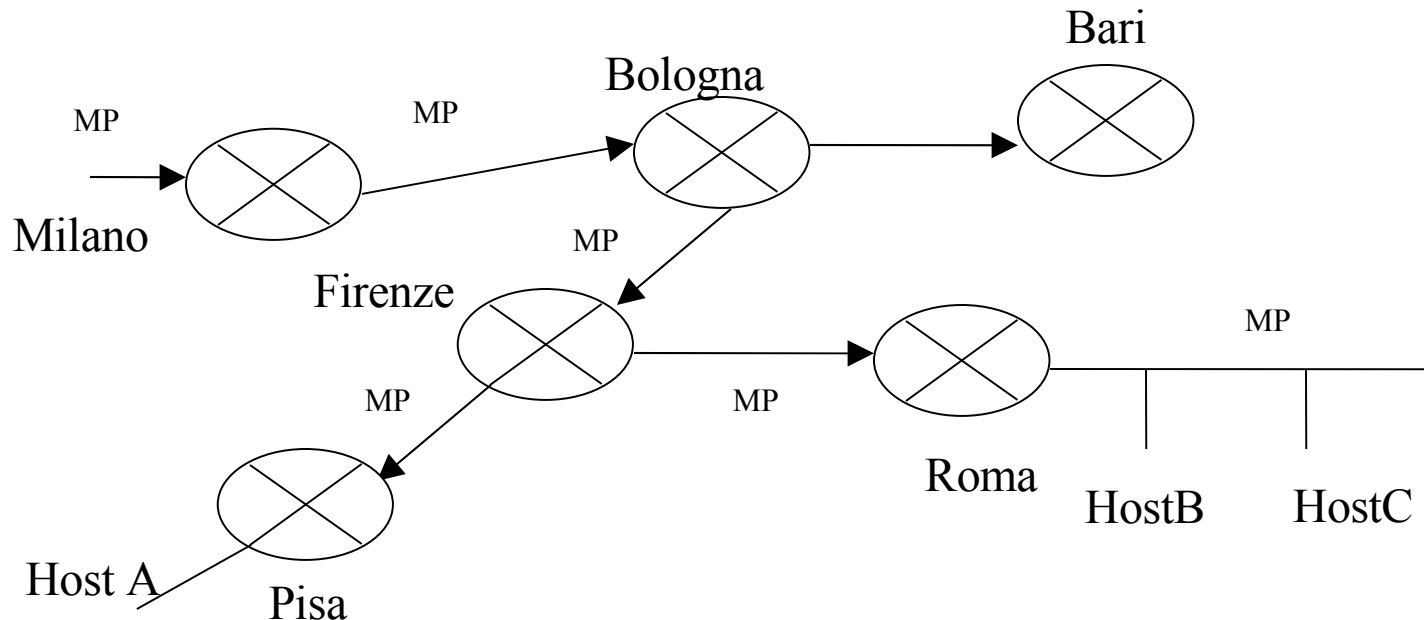 Bari
Bologna
MP
MP
Milano
MP
Firenze
MP
MP
MP
Roma
HostB
HostC
Host A
Pisa